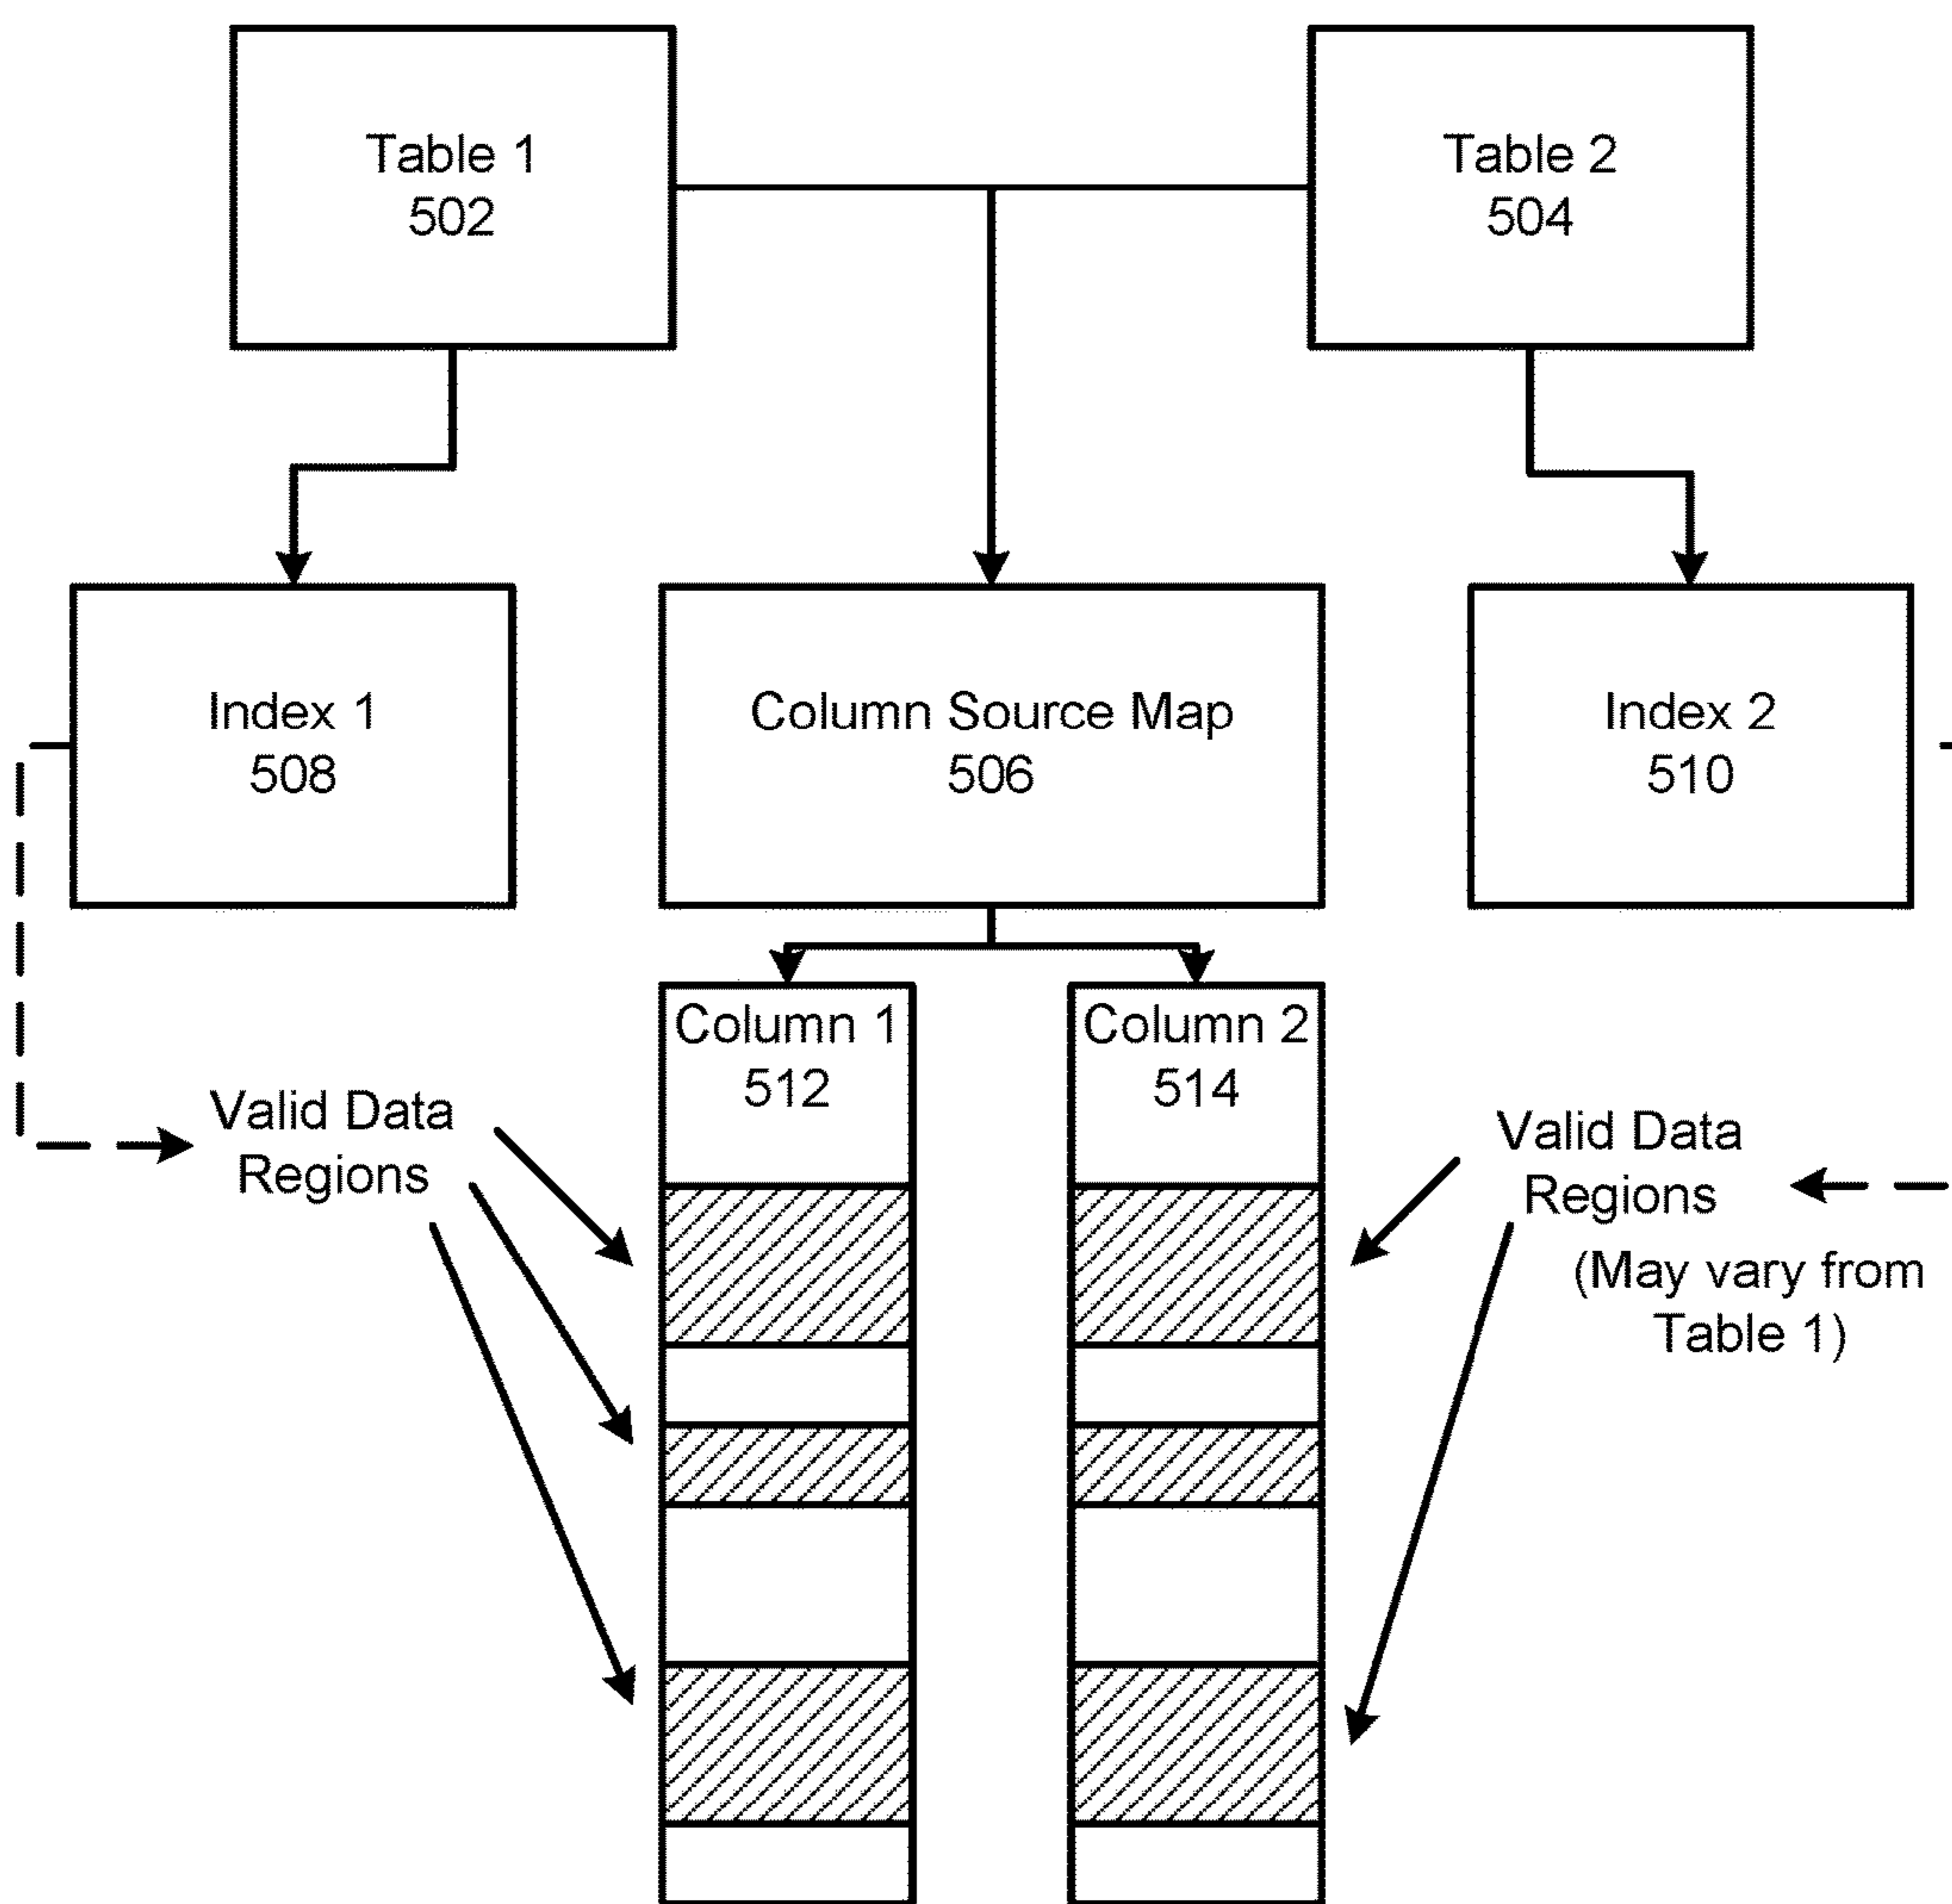 Table 1
502
Table 2
504
Index 1
508
Column Source Map
506
Index 2
510
Column 1
512
Column 2
514
Valid Data
Regions
Valid Data
Regions
(May vary from
Table 1)